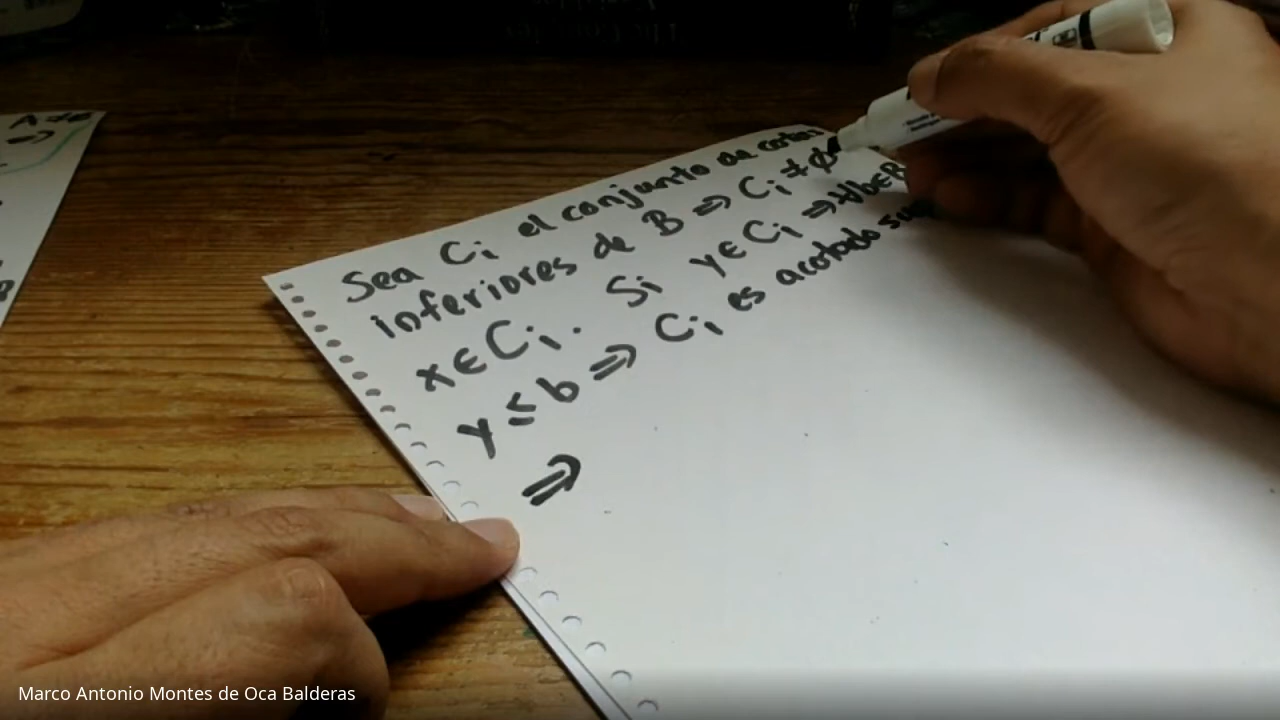 Sea Ci el conjunto de cotas
inferiores de B ⇒ Ci ≠ ∅
x ∈ Ci. Si y ∈ Ci ⇒ ∀b∈B
y ≤ b ⇒ Ci es acotado
⇒
Marco Antonio Montes de Oca Balderas